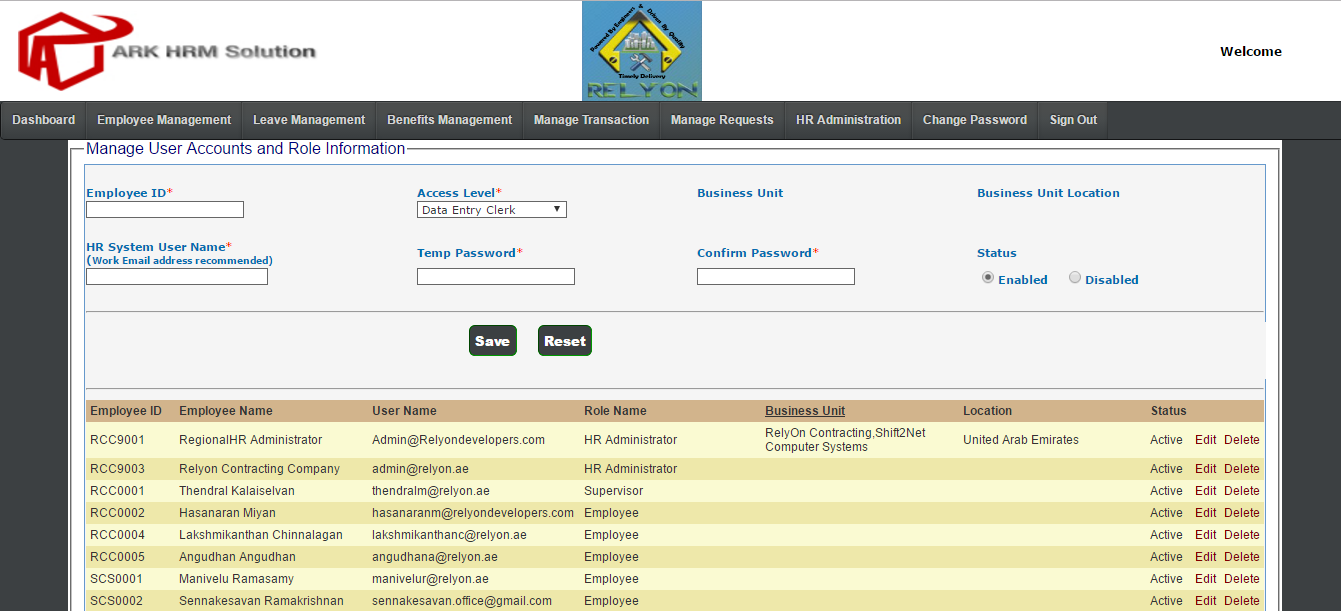 ARK HRM Solution
Powered By Engineers & Driven By Quality
Timely Delivery
RELYON
Welcome
Dashboard Employee Management Leave Management Benefits Management Manage Transaction Manage Requests HR Administration Change Password Sign Out
Manage User Accounts and Role Information
Employee ID* Access Level* Business Unit Business Unit Location
Data Entry Clerk
HR System User Name* Temp Password* Confirm Password* Status
(Work Email address recommended)
Enabled Disabled
Save Reset
Employee ID Employee Name User Name Role Name Business Unit Location Status
RCC9001 RegionalHR Administrator Admin@Relyondevelopers.com HR Administrator RelyOn Contracting,Shift2Net United Arab Emirates Active Edit Delete
Computer Systems
RCC9003 Relyon Contracting Company admin@relyon.ae HR Administrator Active Edit Delete
RCC0001 Thendral Kalaiselvan thendralm@relyon.ae Supervisor Active Edit Delete
RCC0002 Hasanaran Miyan hasanaranm@relyondevelopers.com Employee Active Edit Delete
RCC0004 Lakshmikanthan Chinnalagan lakshmikanthanc@relyon.ae Employee Active Edit Delete
RCC0005 Angudhan Angudhan angudhana@relyon.ae Employee Active Edit Delete
SCS0001 Manivelu Ramasamy manivelur@relyon.ae Employee Active Edit Delete
SCS0002 Sennakesavan Ramakrishnan sennakesavan.office@gmail.com Employee Active Edit Delete